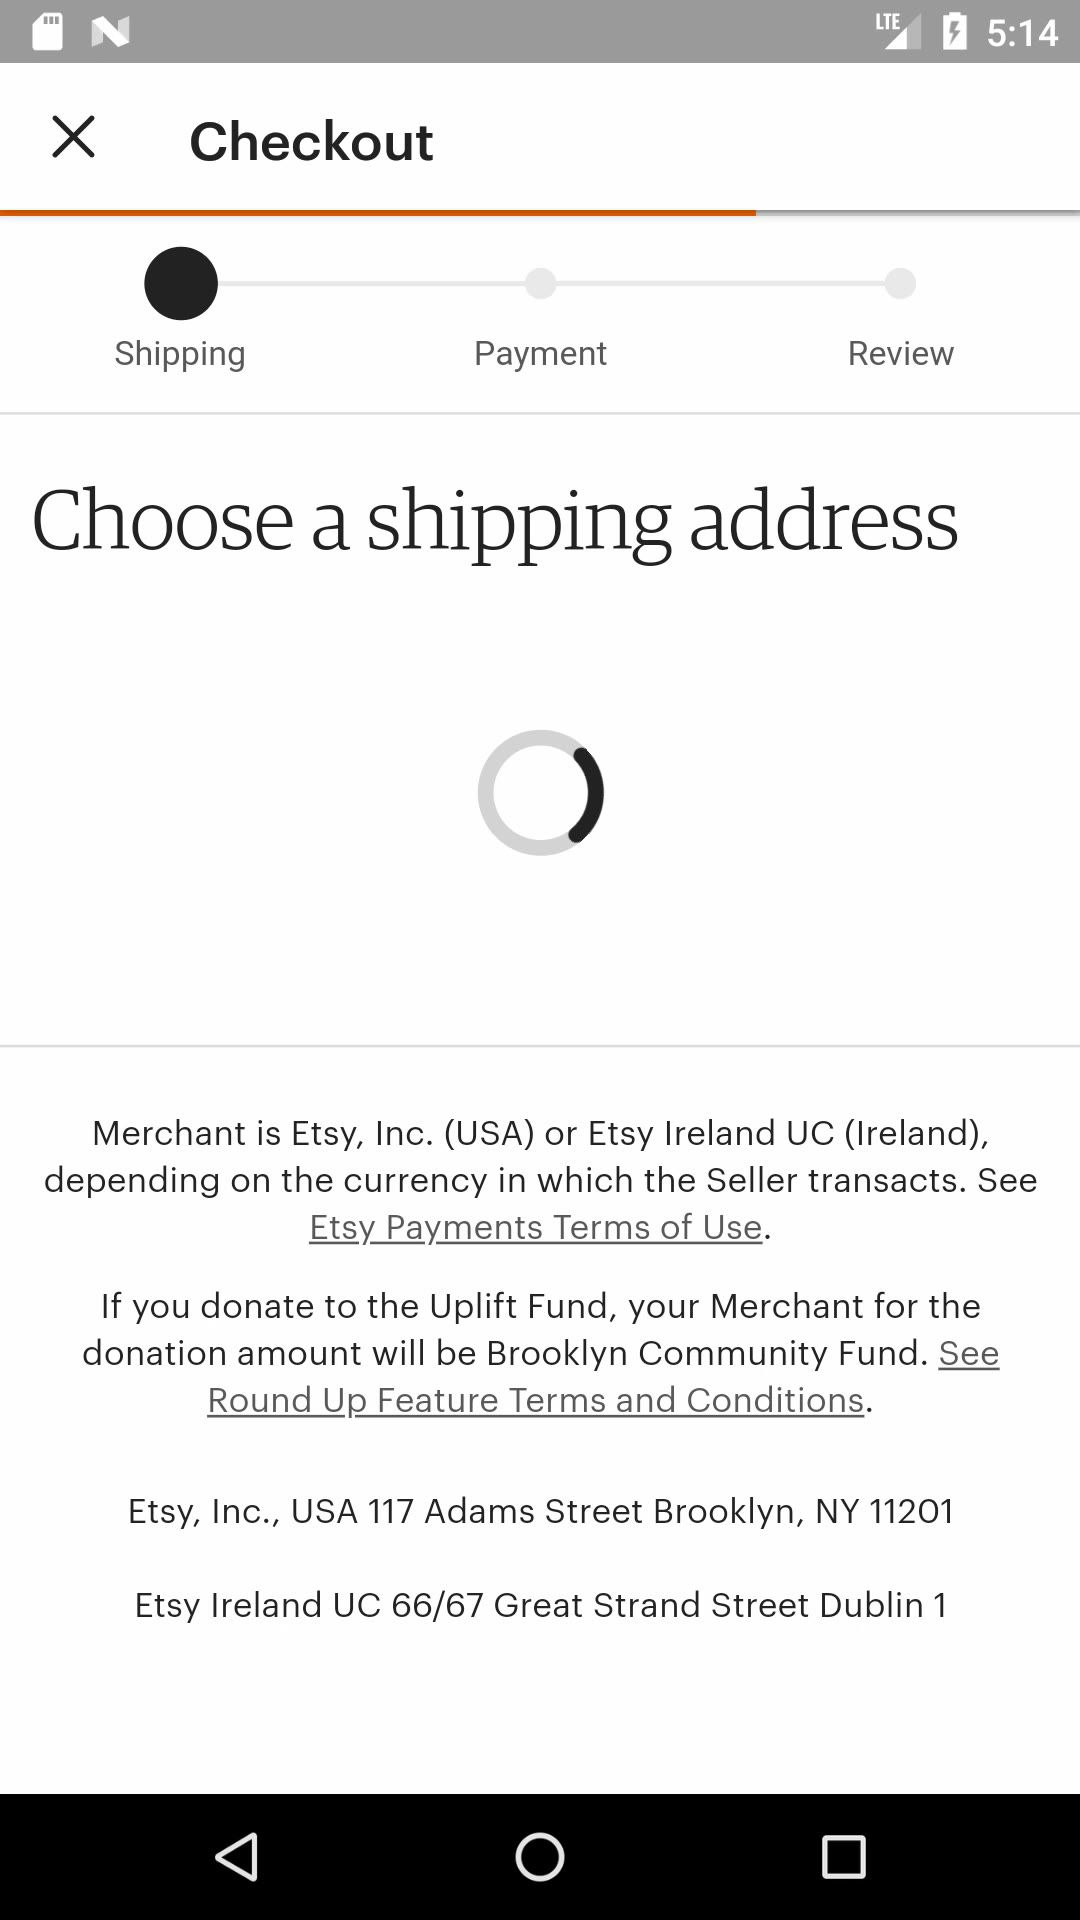 LTE 5:14
Checkout
Shipping Payment Review
Choose a shipping address
Merchant is Etsy, Inc. (USA) or Etsy Ireland UC (Ireland),
depending on the currency in which the Seller transacts. See
Etsy Payments Terms of Use.
If you donate to the Uplift Fund, your Merchant for the
donation amount will be Brooklyn Community Fund. See
Round Up Feature Terms and Conditions.
Etsy, Inc., USA 117 Adams Street Brooklyn, NY 11201
Etsy Ireland UC 66/67 Great Strand Street Dublin 1